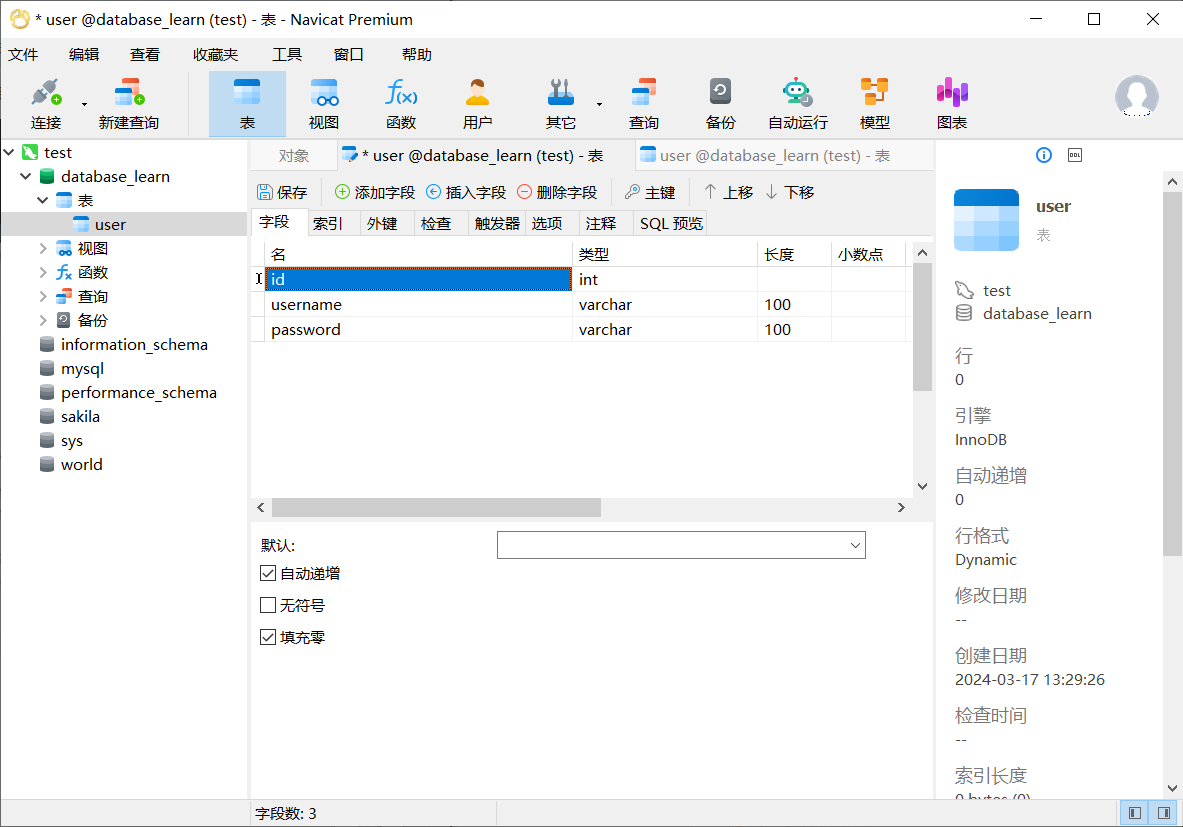 * user @database_learn (test) - 表 - Navicat Premium
文件 编辑 查看 收藏夹 工具 窗口 帮助
连接 新建查询 表 视图 函数 用户 其它 查询 备份 自动运行 模型 图表
test
database_learn
表
user
视图
函数
查询
备份
information_schema
mysql
performance_schema
sakila
sys
world
对象 * user @database_learn (test) - 表 user @database_learn (test) - 表
保存 添加字段 插入字段 删除字段 主键 上移 下移
字段 索引 外键 检查 触发器 选项 注释 SQL 预览
名 类型 长度 小数点
id int
username varchar 100
password varchar 100
默认:
自动递增
无符号
填充零
DDL
user
表
test
database_learn
行
0
引擎
InnoDB
自动递增
0
行格式
Dynamic
修改日期
--
创建日期
2024-03-17 13:29:26
检查时间
--
索引长度
0 bytes (0)
字段数: 3